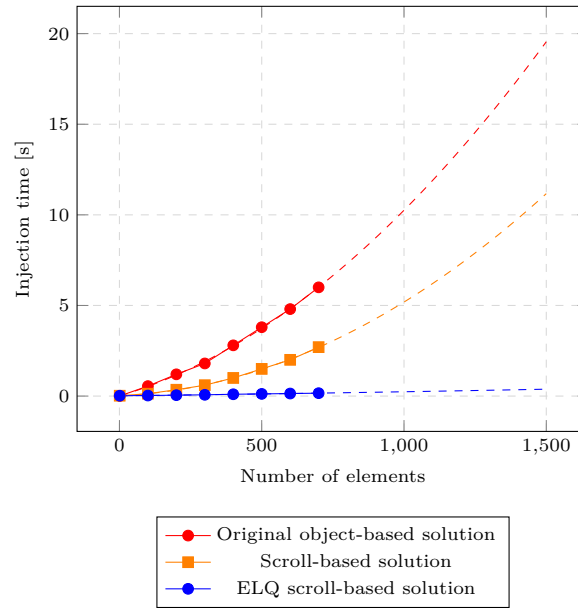 20
15
10
5
0
Injection time [s]
0 500 1,000 1,500
Number of elements
Original object-based solution
Scroll-based solution
ELQ scroll-based solution